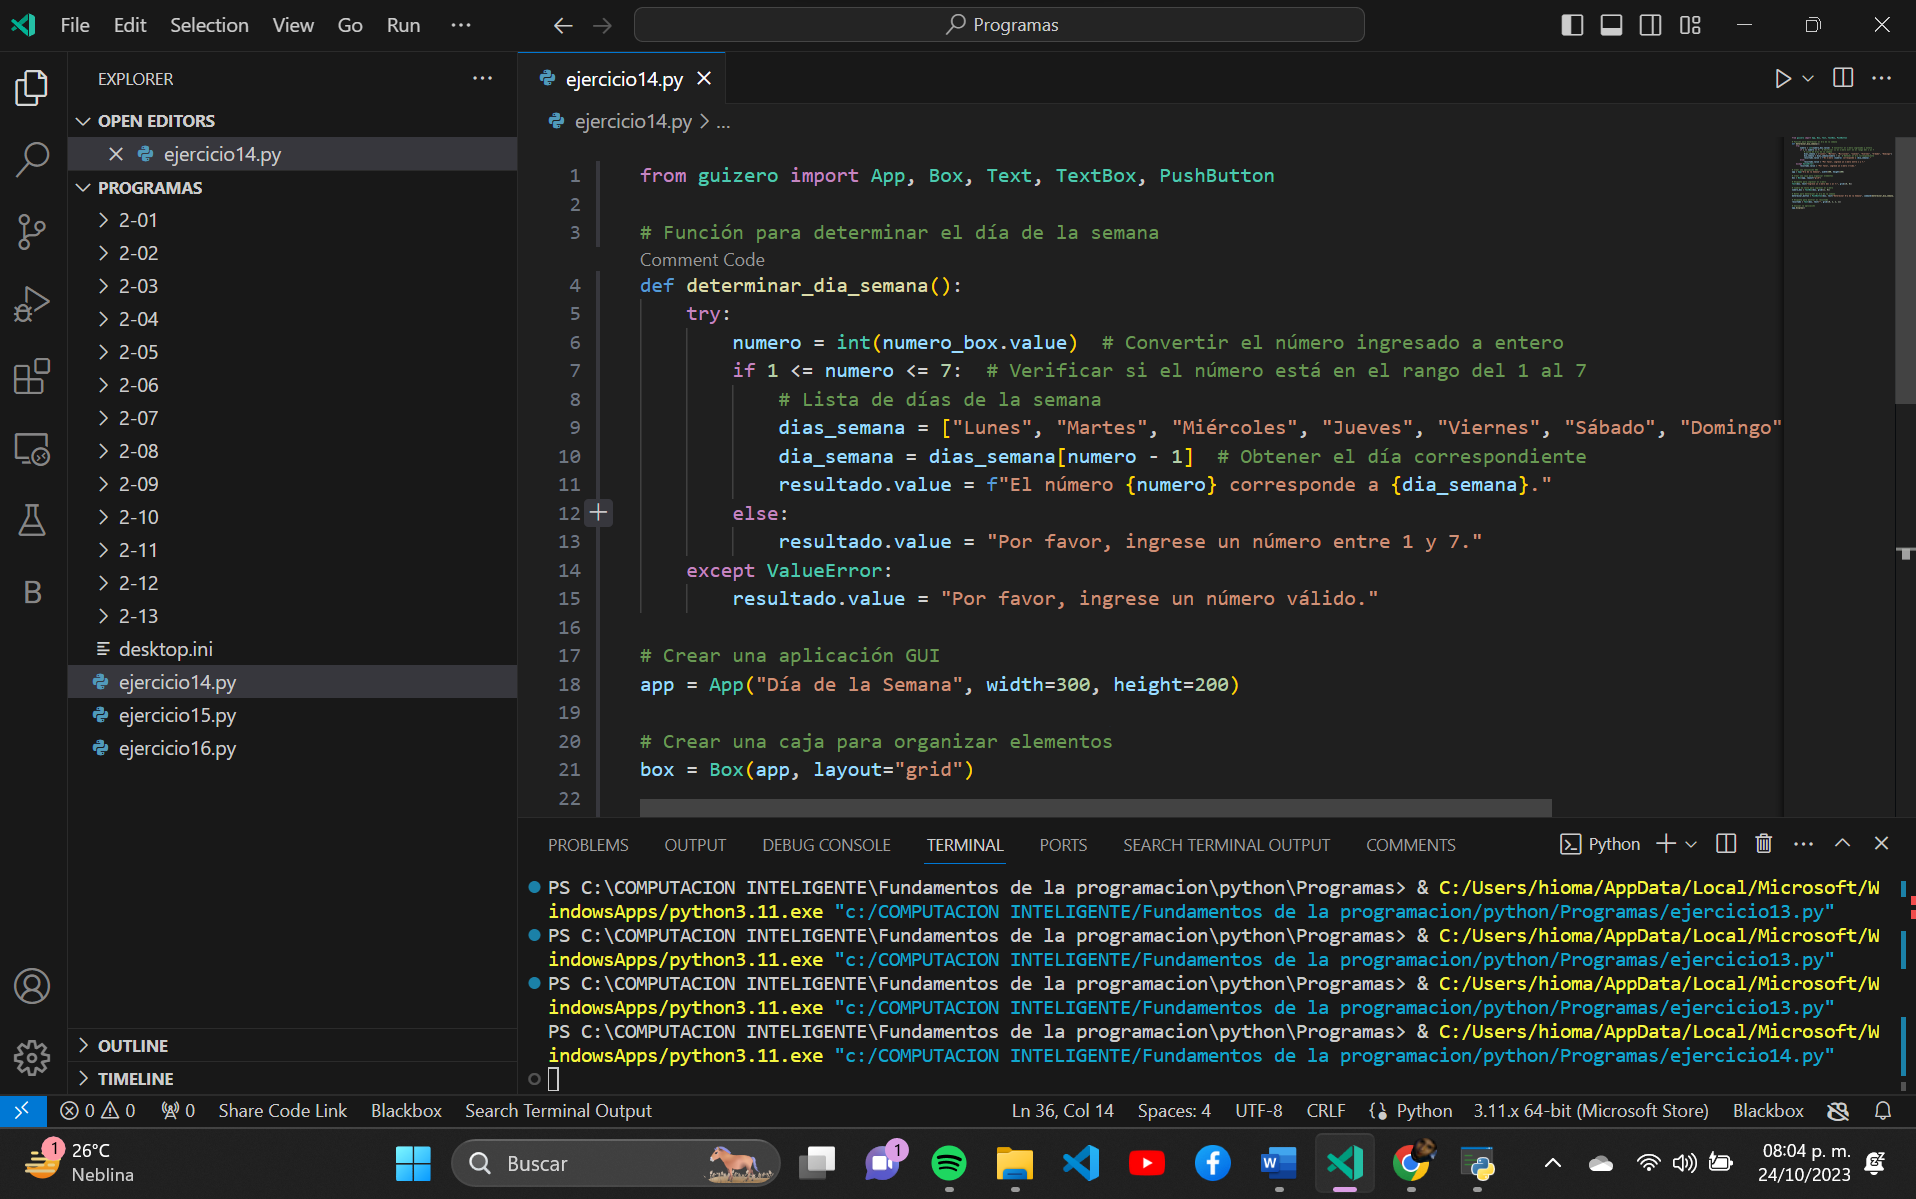 File Edit Selection View Go Run ···
Programas
EXPLORER
OPEN EDITORS
ejercicio14.py
PROGRAMAS
2-01
2-02
2-03
2-04
2-05
2-06
2-07
2-08
2-09
2-10
2-11
2-12
2-13
desktop.ini
ejercicio14.py
ejercicio15.py
ejercicio16.py
OUTLINE
TIMELINE
B
ejercicio14.py
ejercicio14.py > ...
1 from guizero import App, Box, Text, TextBox, PushButton
2
3 # Función para determinar el día de la semana
Comment Code
4 def determinar_dia_semana():
5 try:
6 numero = int(numero_box.value)  # Convertir el número ingresado a entero
7 if 1 <= numero <= 7:  # Verificar si el número está en el rango del 1 al 7
8 # Lista de días de la semana
9 dias_semana = ["Lunes", "Martes", "Miércoles", "Jueves", "Viernes", "Sábado", "Domingo"
10 dia_semana = dias_semana[numero - 1]  # Obtener el día correspondiente
11 resultado.value = f"El número {numero} corresponde a {dia_semana}."
12 else:
13 resultado.value = "Por favor, ingrese un número entre 1 y 7."
14 except ValueError:
15 resultado.value = "Por favor, ingrese un número válido."
16
17 # Crear una aplicación GUI
18 app = App("Día de la Semana", width=300, height=200)
19
20 # Crear una caja para organizar elementos
21 box = Box(app, layout="grid")
22
PROBLEMS OUTPUT DEBUG CONSOLE TERMINAL PORTS SEARCH TERMINAL OUTPUT COMMENTS Python
PS C:\COMPUTACION INTELIGENTE\Fundamentos de la programacion\python\Programas> & C:/Users/hioma/AppData/Local/Microsoft/W
indowsApps/python3.11.exe "c:/COMPUTACION INTELIGENTE/Fundamentos de la programacion/python/Programas/ejercicio13.py"
PS C:\COMPUTACION INTELIGENTE\Fundamentos de la programacion\python\Programas> & C:/Users/hioma/AppData/Local/Microsoft/W
indowsApps/python3.11.exe "c:/COMPUTACION INTELIGENTE/Fundamentos de la programacion/python/Programas/ejercicio13.py"
PS C:\COMPUTACION INTELIGENTE\Fundamentos de la programacion\python\Programas> & C:/Users/hioma/AppData/Local/Microsoft/W
indowsApps/python3.11.exe "c:/COMPUTACION INTELIGENTE/Fundamentos de la programacion/python/Programas/ejercicio13.py"
PS C:\COMPUTACION INTELIGENTE\Fundamentos de la programacion\python\Programas> & C:/Users/hioma/AppData/Local/Microsoft/W
indowsApps/python3.11.exe "c:/COMPUTACION INTELIGENTE/Fundamentos de la programacion/python/Programas/ejercicio14.py"
0 0 0 Share Code Link Blackbox Search Terminal Output Ln 36, Col 14 Spaces: 4 UTF-8 CRLF Python 3.11.x 64-bit (Microsoft Store) Blackbox
1 26°C
Neblina
Buscar
1
08:04 p. m.
24/10/2023